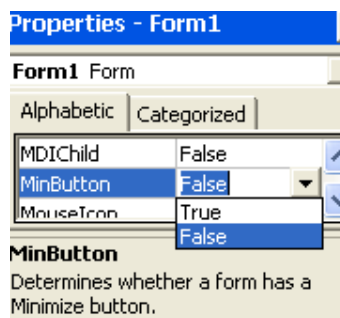 Properties - Form1
Form1 Form
Alphabetic Categorized
MDIChild False
MinButton False
MouseIcon True
False
MinButton
Determines whether a form has a
Minimize button.